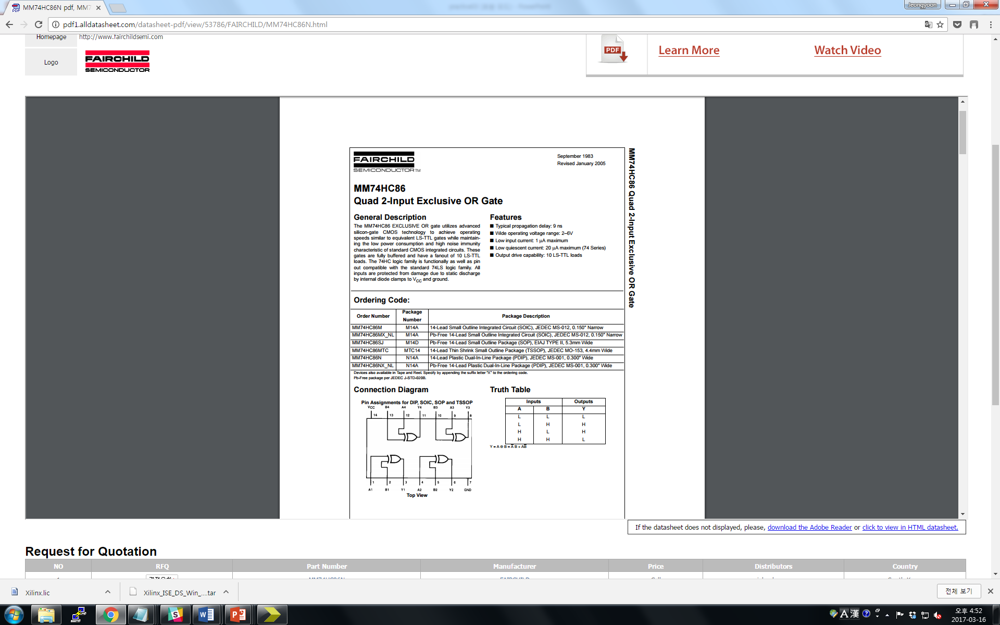 MM74HC86N pdf, MM7
Jeongyoon
pdf1.alldatasheet.com/datasheet-pdf/view/53786/FAIRCHILD/MM74HC86N.html
Homepage http://www.fairchildsemi.com
Logo
FAIRCHILD
SEMICONDUCTOR
PDF
Learn More
Watch Video
FAIRCHILD
SEMICONDUCTOR TM
September 1983
Revised January 2005
MM74HC86 Quad 2-Input Exclusive OR Gate
MM74HC86
Quad 2-Input Exclusive OR Gate
General Description
The MM74HC86 EXCLUSIVE OR gate utilizes advanced
silicon-gate CMOS technology to achieve operating
speeds similar to equivalent LS-TTL gates while maintain-
ing the low power consumption and high noise immunity
characteristic of standard CMOS integrated circuits. These
gates are fully buffered and have a fanout of 10 LS-TTL
loads. The 74HC logic family is functionally as well as pin
out compatible with the standard 74LS logic family. All
inputs are protected from damage due to static discharge
by internal diode clamps to VCC and ground.
Features
■ Typical propagation delay: 9 ns
■ Wide operating voltage range: 2–6V
■ Low input current: 1 μA maximum
■ Low quiescent current: 20 μA maximum (74 Series)
■ Output drive capability: 10 LS-TTL loads
Ordering Code:
Order Number Package Number Package Description
MM74HC86M M14A 14-Lead Small Outline Integrated Circuit (SOIC), JEDEC MS-012, 0.150" Narrow
MM74HC86MX_NL M14A Pb-Free 14-Lead Small Outline Integrated Circuit (SOIC), JEDEC MS-012, 0.150" Narrow
MM74HC86SJ M14D Pb-Free 14-Lead Small Outline Package (SOP), EIAJ TYPE II, 5.3mm Wide
MM74HC86MTC MTC14 14-Lead Thin Shrink Small Outline Package (TSSOP), JEDEC MO-153, 4.4mm Wide
MM74HC86N N14A 14-Lead Plastic Dual-In-Line Package (PDIP), JEDEC MS-001, 0.300" Wide
MM74HC86NX_NL N14A Pb-Free 14-Lead Plastic Dual-In-Line Package (PDIP), JEDEC MS-001, 0.300" Wide
Devices also available in Tape and Reel. Specify by appending the suffix letter "X" to the ordering code.
Pb-Free package per JEDEC J-STD-020B.
Connection Diagram
Pin Assignments for DIP, SOIC, SOP and TSSOP
VCC B4 A4 Y4 B3 A3 Y3
14 13 12 11 10 9 8
1 2 3 4 5 6 7
A1 B1 Y1 A2 B2 Y2 GND
Top View
Truth Table
Inputs Outputs
A B Y
L L L
L H H
H L H
H H L
Y = A ⊕ B = A̅ B + AB̅
If the datasheet does not displayed, please, download the Adobe Reader or click to view in HTML datasheet.
Request for Quotation
NO RFQ Part Number Manufacturer Price Distributors Country
Xilinx.lic
Xilinx_ISE_DS_Win_....tar
전체 보기
A 漢
오후 4:52
2017-03-16